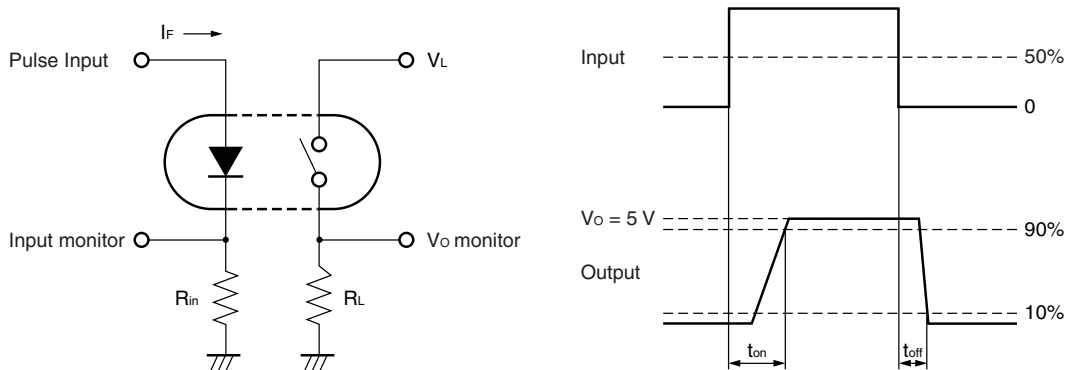 IF
Pulse Input
VL
Input monitor
VO monitor
Rin
RL
Input
50%
0
VO = 5 V
90%
Output
10%
ton
toff